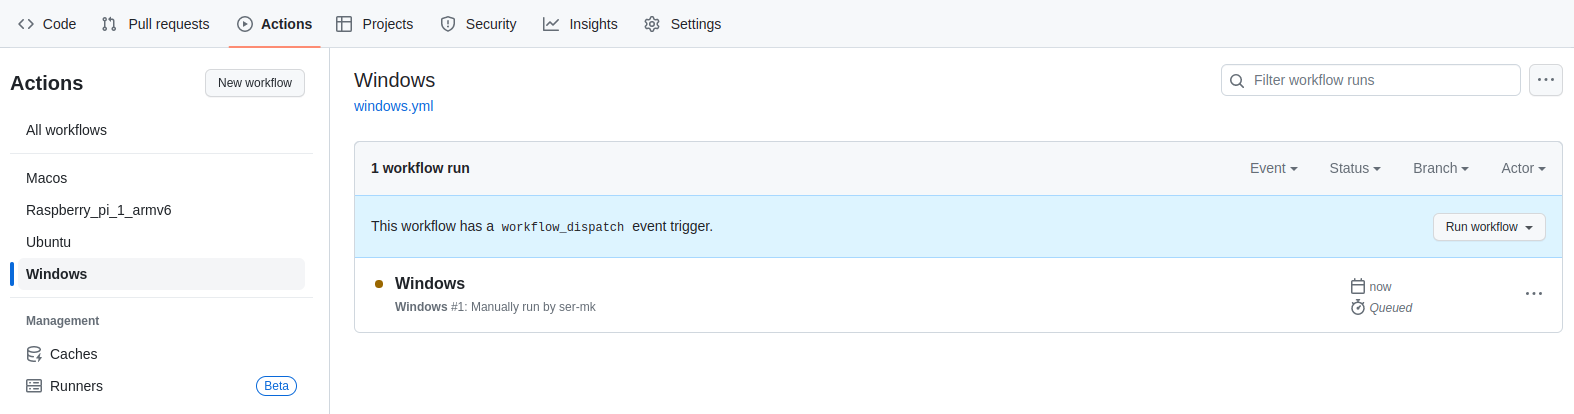 Code Pull requests Actions Projects Security Insights Settings
Actions
New workflow
All workflows
Macos
Raspberry_pi_1_armv6
Ubuntu
Windows
Management
Caches
Runners Beta
Windows
windows.yml
Filter workflow runs
1 workflow run Event Status Branch Actor
This workflow has a workflow_dispatch event trigger. Run workflow
Windows
Windows #1: Manually run by ser-mk
now
Queued